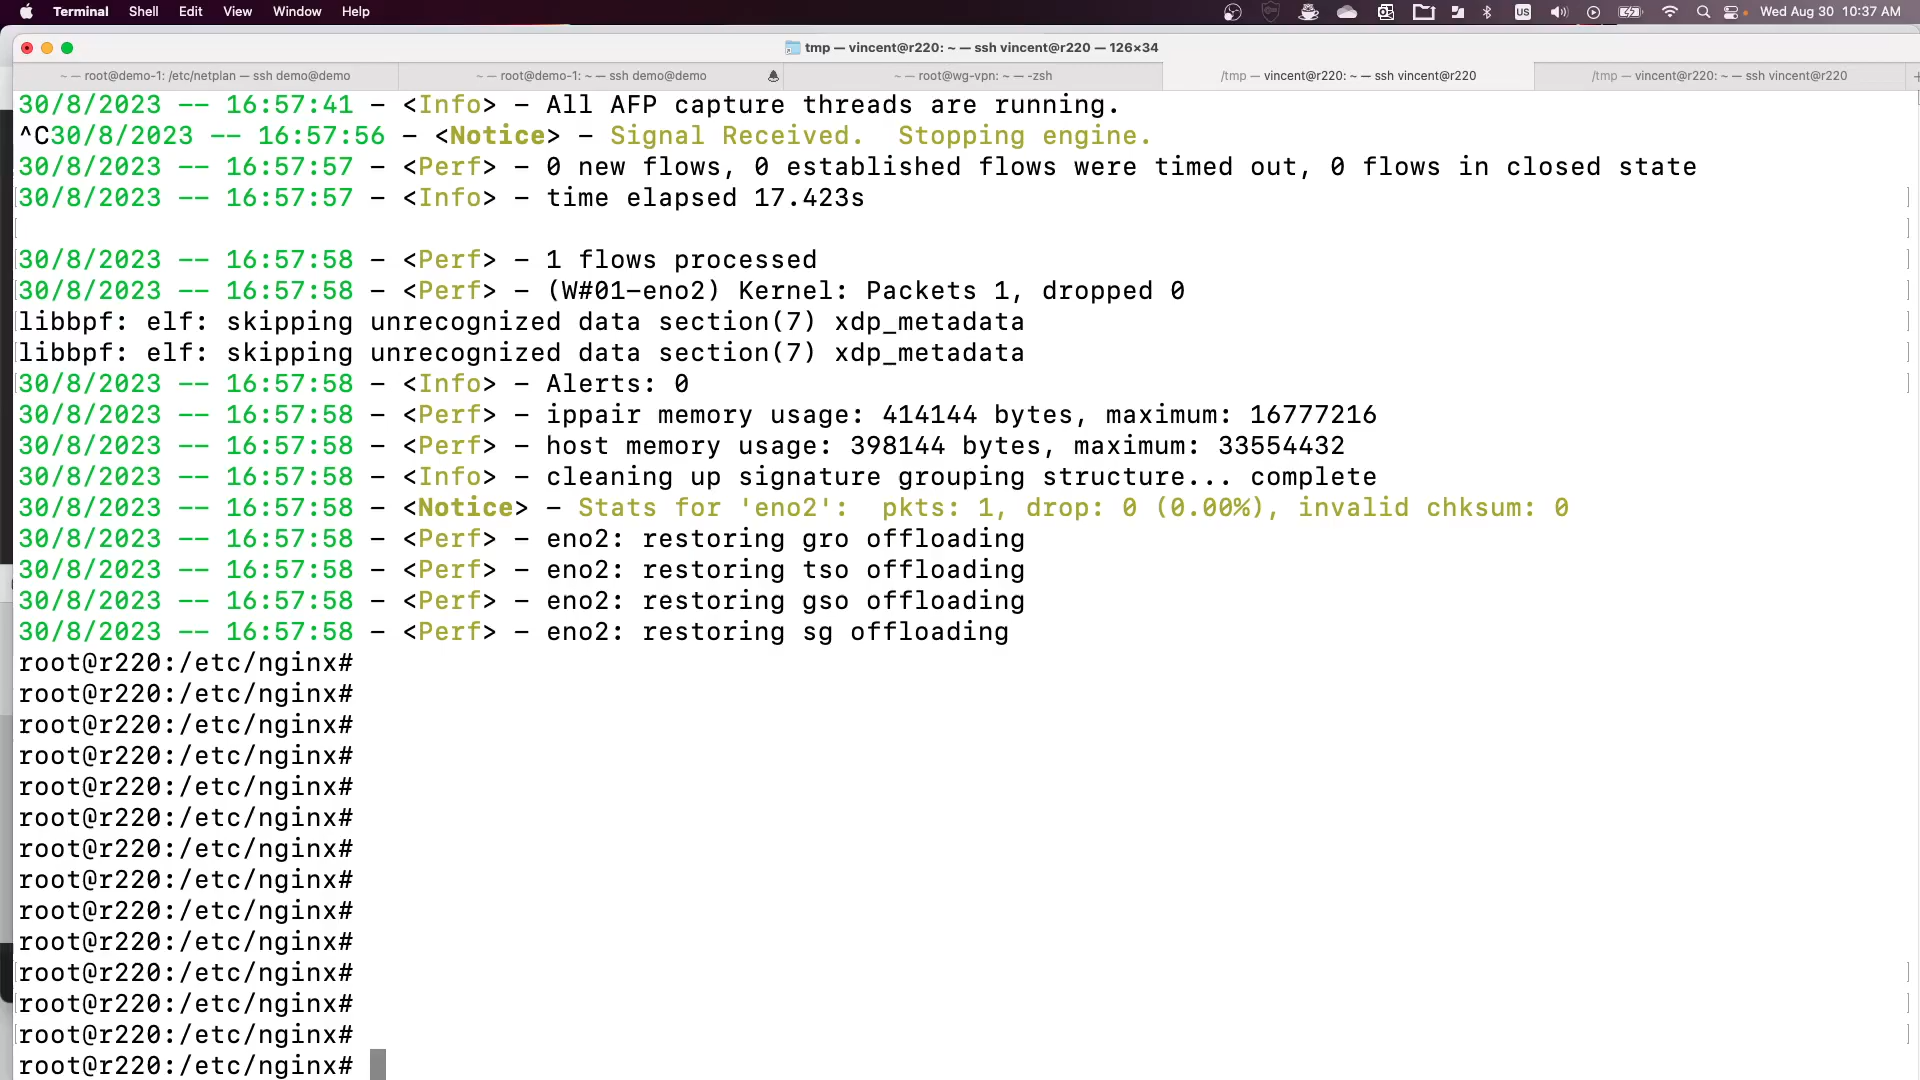 Terminal Shell Edit View Window Help US Wed Aug 30 10:37 AM
tmp — vincent@r220: ~ — ssh vincent@r220 — 126×34
~ — root@demo-1: /etc/netplan — ssh demo@demo ~ — root@demo-1: ~ — ssh demo@demo ~ — root@wg-vpn: ~ — -zsh /tmp — vincent@r220: ~ — ssh vincent@r220 /tmp — vincent@r220: ~ — ssh vincent@r220
30/8/2023 -- 16:57:41 - <Info> - All AFP capture threads are running.
^C30/8/2023 -- 16:57:56 - <Notice> - Signal Received.  Stopping engine.
30/8/2023 -- 16:57:57 - <Perf> - 0 new flows, 0 established flows were timed out, 0 flows in closed state
30/8/2023 -- 16:57:57 - <Info> - time elapsed 17.423s
30/8/2023 -- 16:57:58 - <Perf> - 1 flows processed
30/8/2023 -- 16:57:58 - <Perf> - (W#01-eno2) Kernel: Packets 1, dropped 0
libbpf: elf: skipping unrecognized data section(7) xdp_metadata
libbpf: elf: skipping unrecognized data section(7) xdp_metadata
30/8/2023 -- 16:57:58 - <Info> - Alerts: 0
30/8/2023 -- 16:57:58 - <Perf> - ippair memory usage: 414144 bytes, maximum: 16777216
30/8/2023 -- 16:57:58 - <Perf> - host memory usage: 398144 bytes, maximum: 33554432
30/8/2023 -- 16:57:58 - <Info> - cleaning up signature grouping structure... complete
30/8/2023 -- 16:57:58 - <Notice> - Stats for 'eno2':  pkts: 1, drop: 0 (0.00%), invalid chksum: 0
30/8/2023 -- 16:57:58 - <Perf> - eno2: restoring gro offloading
30/8/2023 -- 16:57:58 - <Perf> - eno2: restoring tso offloading
30/8/2023 -- 16:57:58 - <Perf> - eno2: restoring gso offloading
30/8/2023 -- 16:57:58 - <Perf> - eno2: restoring sg offloading
root@r220:/etc/nginx#
root@r220:/etc/nginx#
root@r220:/etc/nginx#
root@r220:/etc/nginx#
root@r220:/etc/nginx#
root@r220:/etc/nginx#
root@r220:/etc/nginx#
root@r220:/etc/nginx#
root@r220:/etc/nginx#
root@r220:/etc/nginx#
root@r220:/etc/nginx#
root@r220:/etc/nginx#
root@r220:/etc/nginx#
root@r220:/etc/nginx#